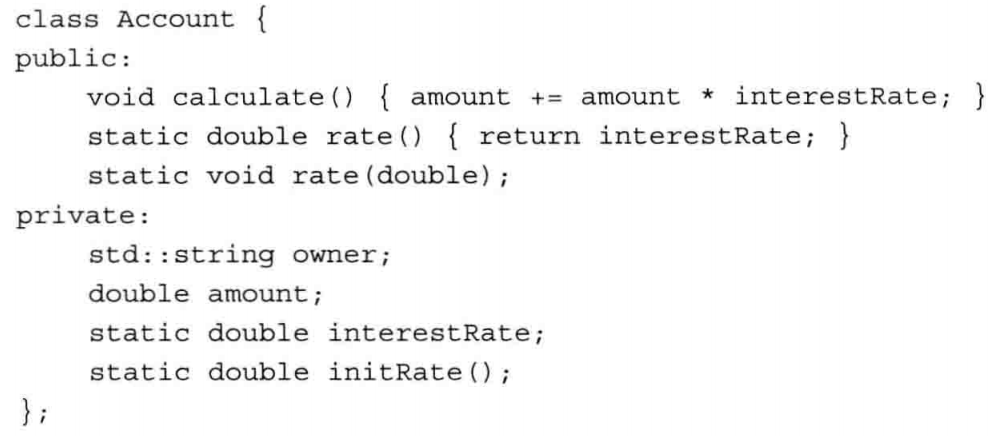 class Account {
public:
    void calculate() { amount += amount * interestRate; }
    static double rate() { return interestRate; }
    static void rate(double);
private:
    std::string owner;
    double amount;
    static double interestRate;
    static double initRate();
};